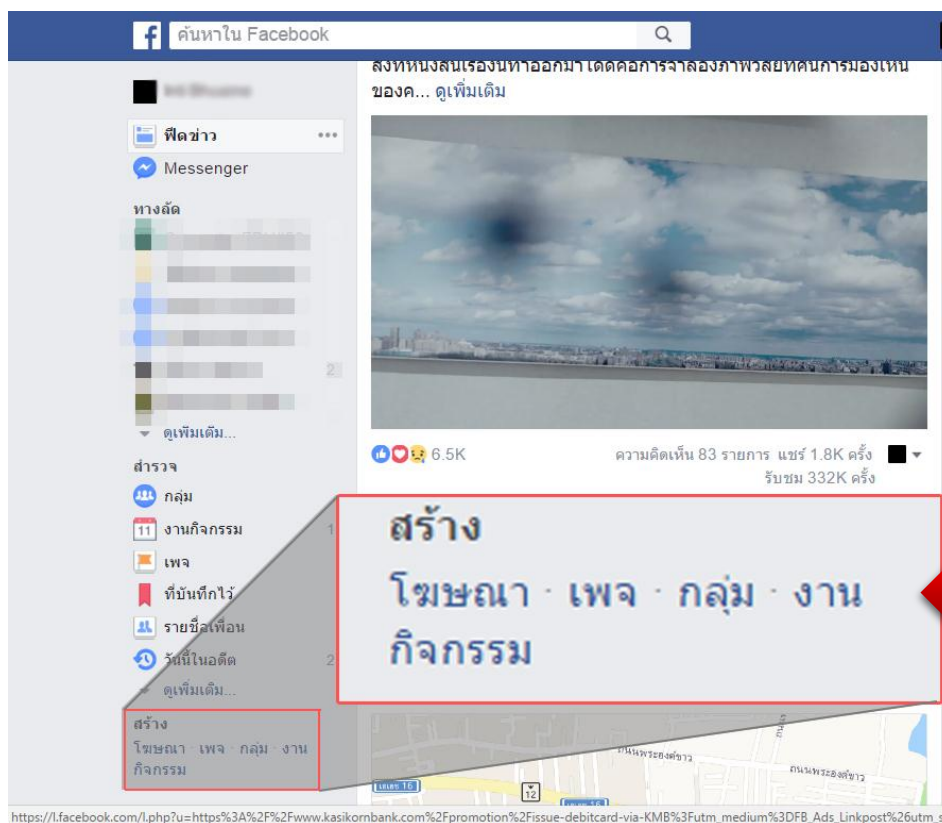 ค้นหาใน Facebook
ของค... ดูเพิ่มเติม
ฟีดข่าว
Messenger
ทางลัด
2
ดูเพิ่มเติม...
สำรวจ
กลุ่ม
11 งานกิจกรรม 1
เพจ
ที่บันทึกไว้
รายชื่อเพื่อน
วันนี้ในอดีต 2
ดูเพิ่มเติม...
สร้าง
โฆษณา · เพจ · กลุ่ม · งาน
กิจกรรม
6.5K ความคิดเห็น 83 รายการ แชร์ 1.8K ครั้ง
รับชม 332K ครั้ง
สร้าง
โฆษณา · เพจ · กลุ่ม · งาน
กิจกรรม
ถนนพระองค์ขาว
ถนนพระองค์ขาว
12
https://l.facebook.com/l.php?u=https%3A%2F%2Fwww.kasikornbank.com%2Fpromotion%2Fissue-debitcard-via-KMB%3Futm_medium%3DFB_Ads_Linkpost%26utm_s